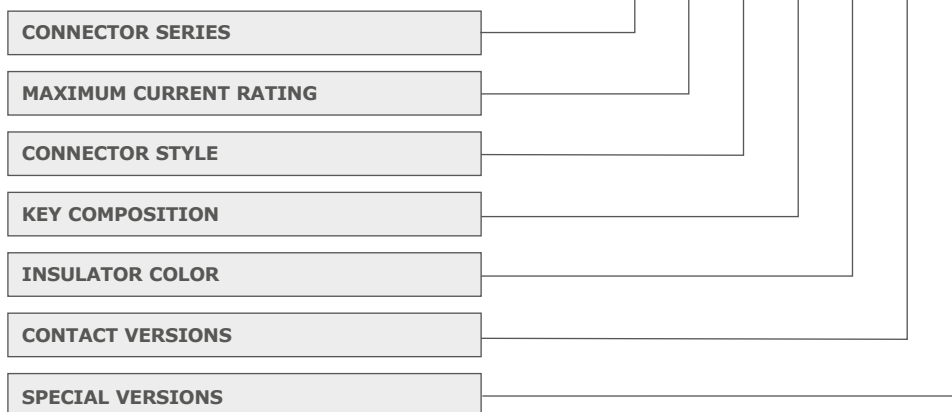 CONNECTOR SERIES
MAXIMUM CURRENT RATING
CONNECTOR STYLE
KEY COMPOSITION
INSULATOR COLOR
CONTACT VERSIONS
SPECIAL VERSIONS